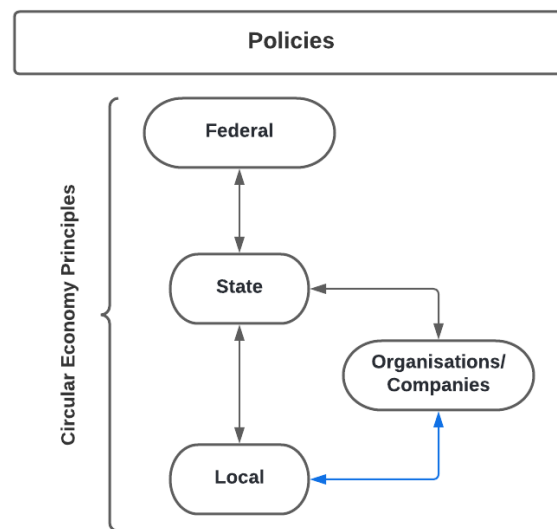 Policies
Federal
Circular Economy Principles
State
Organisations/
Companies
Local